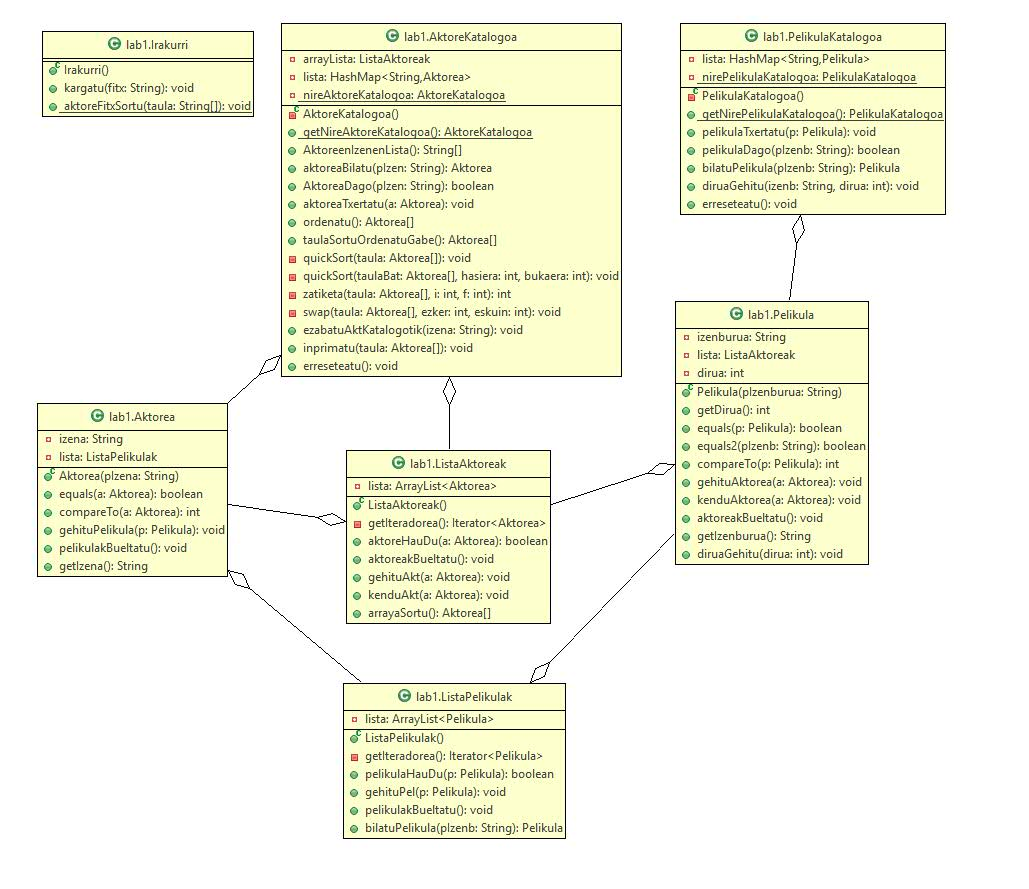 lab1.Irakurri
Irakurri()
kargatu(fitx: String): void
aktoreFitxSortu(taula: String[]): void
lab1.AktoreKatalogoa
arrayLista: ListaAktoreak
lista: HashMap<String,Aktorea>
nireAktoreKatalogoa: AktoreKatalogoa
AktoreKatalogoa()
getNireAktoreKatalogoa(): AktoreKatalogoa
AktoreenIzenenLista(): String[]
aktoreaBilatu(pIzen: String): Aktorea
AktoreaDago(pIzen: String): boolean
aktoreaTxertatu(a: Aktorea): void
ordenatu(): Aktorea[]
taulaSortuOrdenatuGabe(): Aktorea[]
quickSort(taula: Aktorea[]): void
quickSort(taulaBat: Aktorea[], hasiera: int, bukaera: int): void
zatiketa(taula: Aktorea[], i: int, f: int): int
swap(taula: Aktorea[], ezker: int, eskuin: int): void
ezabatuAktKatalogotik(izena: String): void
inprimatu(taula: Aktorea[]): void
erreseteatu(): void
lab1.PelikulaKatalogoa
lista: HashMap<String,Pelikula>
nirePelikulaKatalogoa: PelikulaKatalogoa
PelikulaKatalogoa()
getNirePelikulaKatalogoa(): PelikulaKatalogoa
pelikulaTxertatu(p: Pelikula): void
pelikulaDago(pIzenb: String): boolean
bilatuPelikula(pIzenb: String): Pelikula
diruaGehitu(izenb: String, dirua: int): void
erreseteatu(): void
lab1.Pelikula
izenburua: String
lista: ListaAktoreak
dirua: int
Pelikula(pIzenburua: String)
getDirua(): int
equals(p: Pelikula): boolean
equals2(pIzenb: String): boolean
compareTo(p: Pelikula): int
gehituAktorea(a: Aktorea): void
kenduAktorea(a: Aktorea): void
aktoreakBueltatu(): void
getIzenburua(): String
diruaGehitu(dirua: int): void
lab1.Aktorea
izena: String
lista: ListaPelikulak
Aktorea(pIzena: String)
equals(a: Aktorea): boolean
compareTo(a: Aktorea): int
gehituPelikula(p: Pelikula): void
pelikulakBueltatu(): void
getIzena(): String
lab1.ListaAktoreak
lista: ArrayList<Aktorea>
ListaAktoreak()
getIteradorea(): Iterator<Aktorea>
aktoreHauDu(a: Aktorea): boolean
aktoreakBueltatu(): void
gehituAkt(a: Aktorea): void
kenduAkt(a: Aktorea): void
arrayaSortu(): Aktorea[]
lab1.ListaPelikulak
lista: ArrayList<Pelikula>
ListaPelikulak()
getIteradorea(): Iterator<Pelikula>
pelikulaHauDu(p: Pelikula): boolean
gehituPel(p: Pelikula): void
pelikulakBueltatu(): void
bilatuPelikula(pIzenb: String): Pelikula